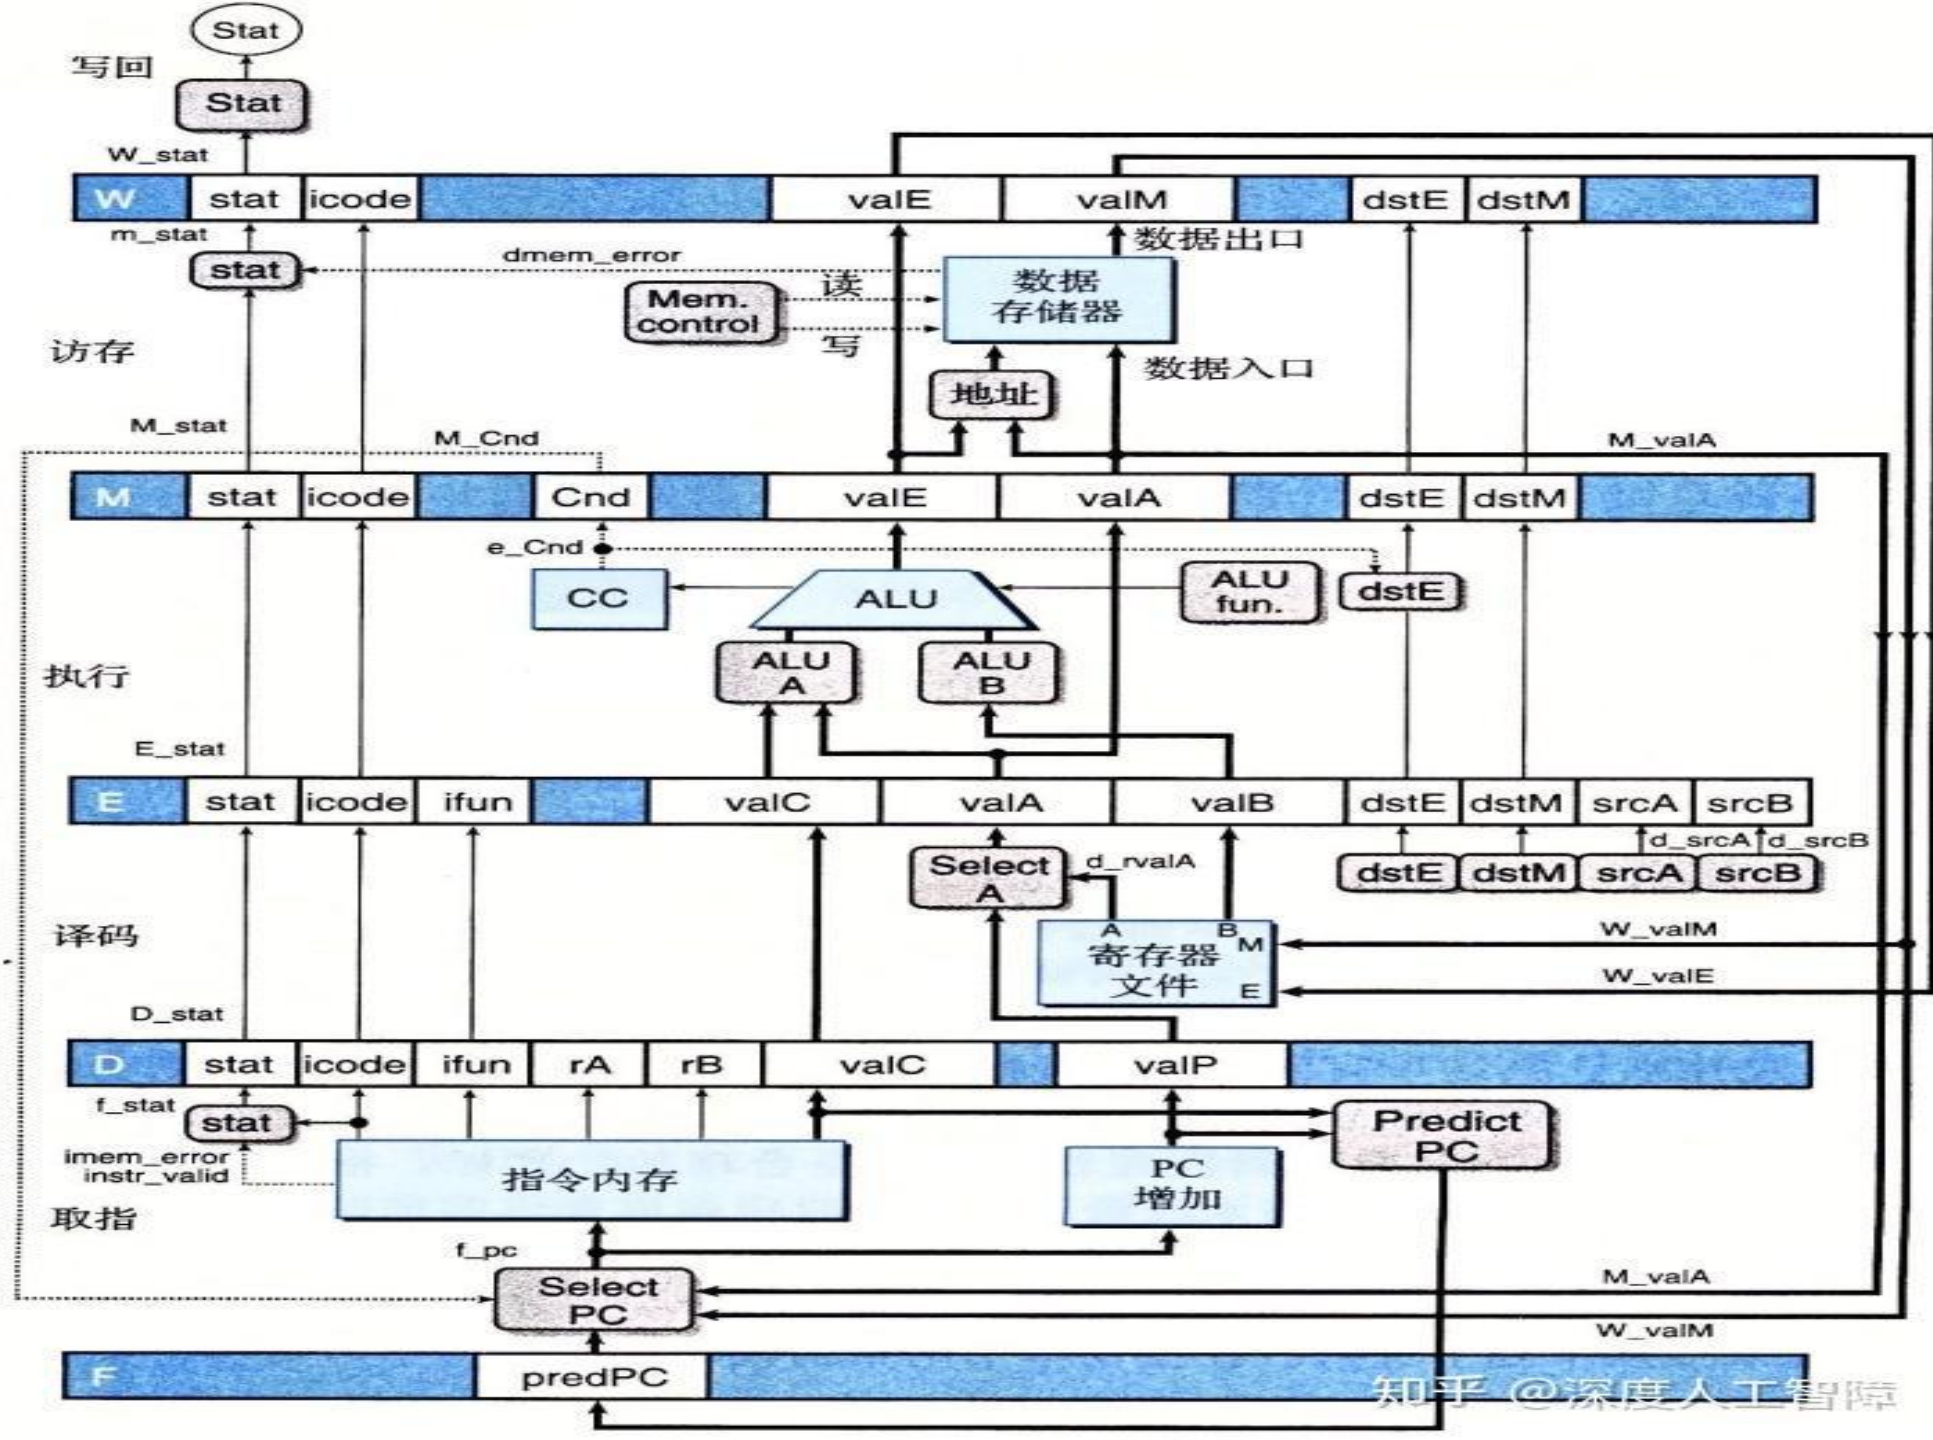 Stat
写回
Stat
W_stat
W stat icode valE valM dstE dstM
m_stat
数据出口
stat
dmem_error
读
数据
存储器
Mem.
control
写
访存
数据入口
地址
M_stat
M_Cnd
M_valA
M stat icode Cnd valE valA dstE dstM
e_Cnd
CC
ALU
ALU
fun.
dstE
执行
ALU
A
ALU
B
E_stat
E stat icode ifun valC valA valB dstE dstM srcA srcB
d_srcA d_srcB
Select
A
d_rvalA
dstE dstM srcA srcB
译码
A B
M
寄存器
文件
E
W_valM
W_valE
D_stat
D stat icode ifun rA rB valC valP
f_stat
stat
Predict
PC
imem_error
instr_valid
指令内存
PC
增加
取指
f_pc
Select
PC
M_valA
W_valM
F predPC
知乎 @深度人工智障